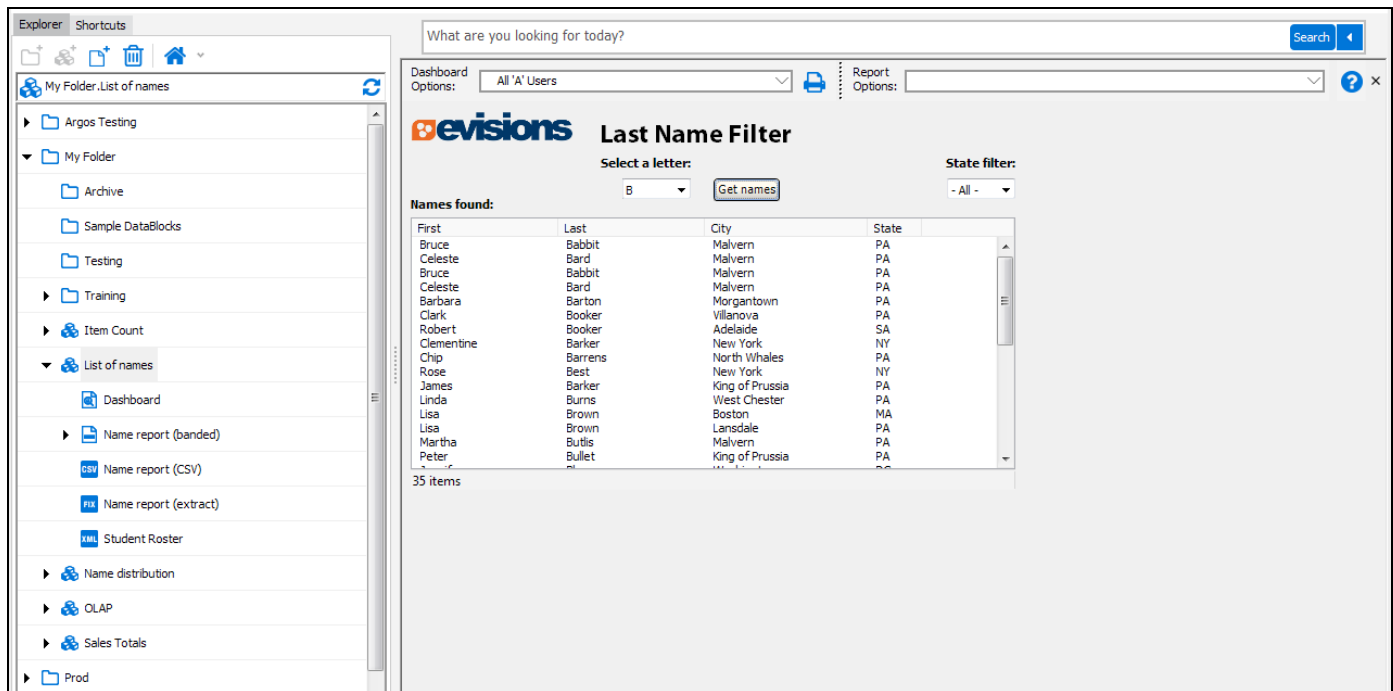 Explorer Shortcuts
My Folder.List of names
Argos Testing
My Folder
Archive
Sample DataBlocks
Testing
Training
Item Count
List of names
Dashboard
Name report (banded)
CSV Name report (CSV)
FIX Name report (extract)
XML Student Roster
Name distribution
OLAP
Sales Totals
Prod
What are you looking for today? Search
Dashboard Options: All 'A' Users
Report Options:
evisions Last Name Filter
Select a letter: State filter:
B Get names - All -
Names found:
First Last City State
Bruce Babbit Malvern PA
Celeste Bard Malvern PA
Bruce Babbit Malvern PA
Celeste Bard Malvern PA
Barbara Barton Morgantown PA
Clark Booker Villanova PA
Robert Booker Adelaide SA
Clementine Barker New York NY
Chip Barrens North Whales PA
Rose Best New York NY
James Barker King of Prussia PA
Linda Burns West Chester PA
Lisa Brown Boston MA
Lisa Brown Lansdale PA
Martha Butlis Malvern PA
Peter Bullet King of Prussia PA
35 items